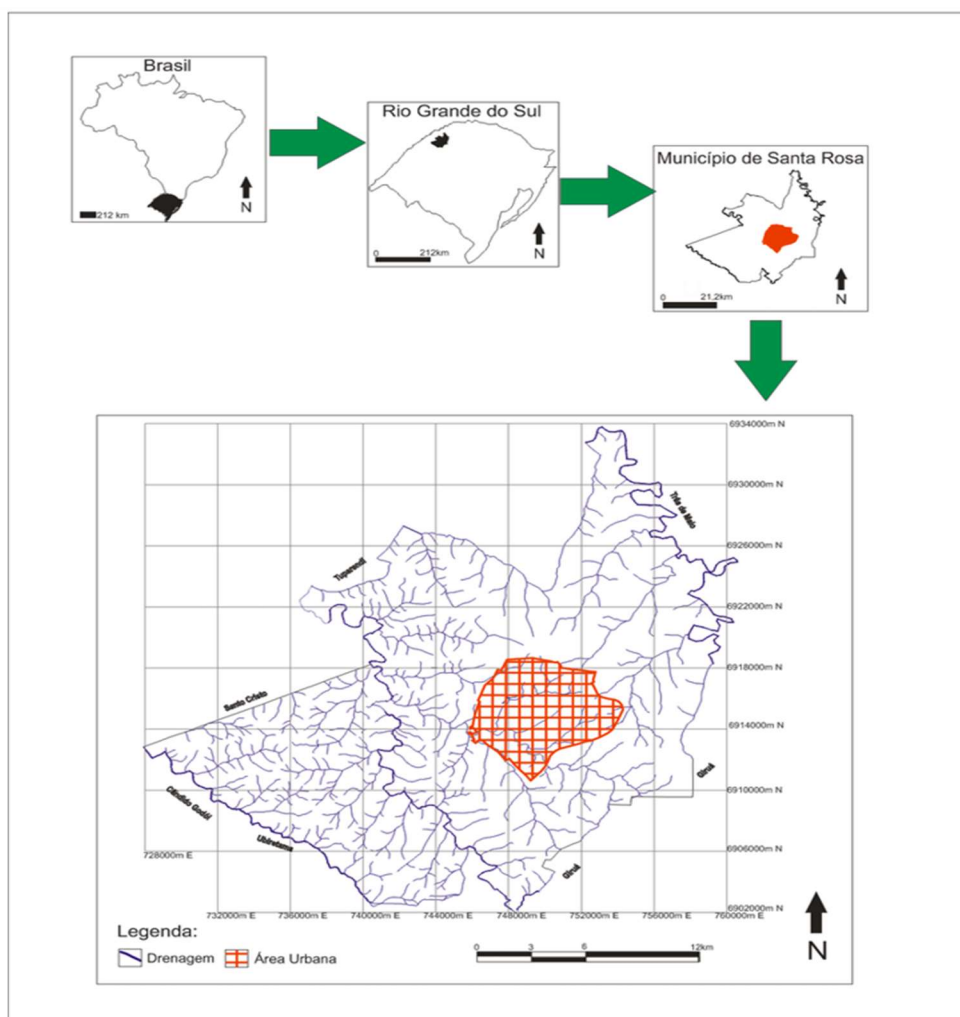 Brasil
N
212 km
Rio Grande do Sul
N
0 212km
Município de Santa Rosa
N
0 21,2km
6934000m N
6930000m N
Três de Maio
6926000m N
Tuparendi
6922000m N
6918000m N
Santo Cristo
6914000m N
Giruá
6910000m N
Cândido Godói
Ubiretama
6906000m N
728000m E
Giruá
6902000m N
732000m E 736000m E 740000m E 744000m E 748000m E 752000m E 756000m E 760000m E
Legenda:
Drenagem Área Urbana
0 3 6 12km
N